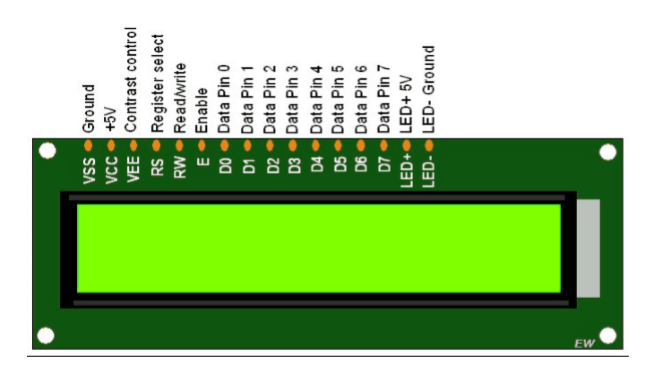 Ground
+5V
Contrast control
Register select
Read/write
Enable
Data Pin 0
Data Pin 1
Data Pin 2
Data Pin 3
Data Pin 4
Data Pin 5
Data Pin 6
Data Pin 7
LED+ 5V
LED- Ground
VSS
VCC
VEE
RS
RW
E
D0
D1
D2
D3
D4
D5
D6
D7
LED+
LED-
EW